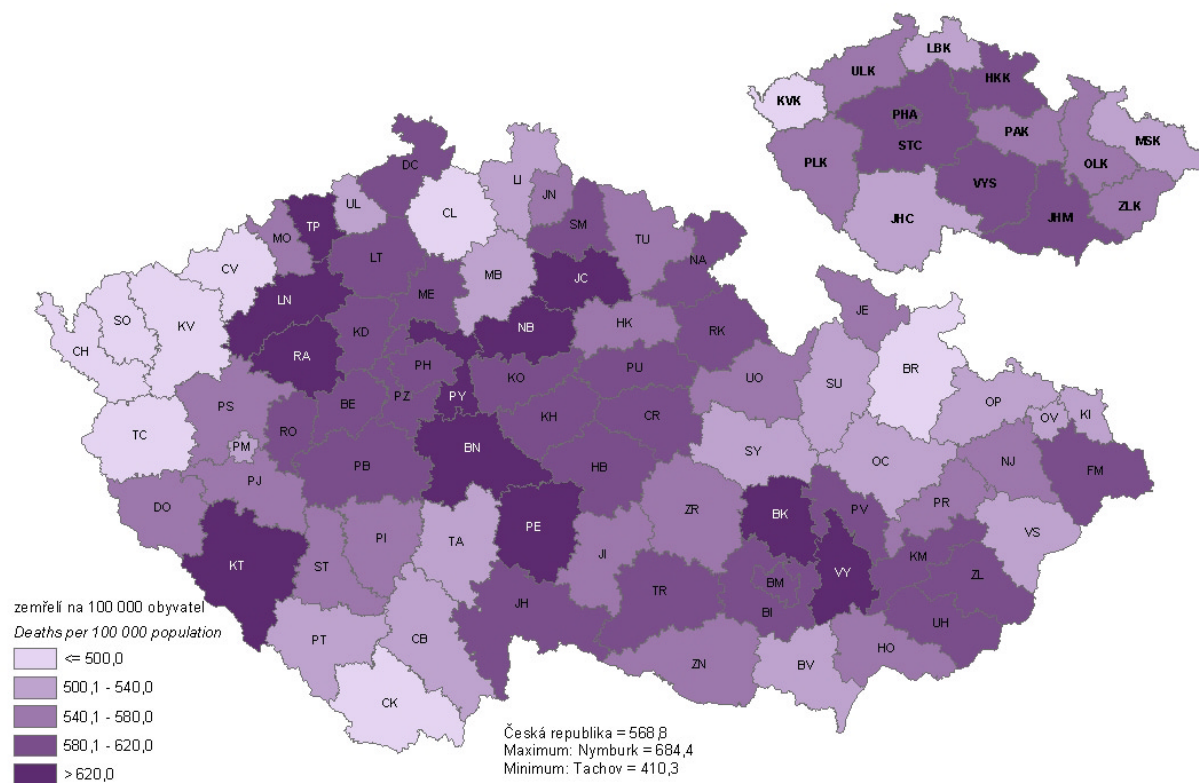 LBK
ULK
HKK
KVK
PHA
PAK
MSK
STC
PLK
OLK
VYS
ZLK
JHC
JHM
DC
LI
JN
UL
CL
TP
SM
MO
TU
LT
NA
CV
MB
JC
LN
ME
JE
SO
KV
NB
HK
CH
KD
RK
RA
PH
BR
KO
PU
UO
SU
PZ
PY
PS
BE
OP
KI
OV
KH
CR
RO
TC
PM
BN
SY
OC
PB
HB
NJ
FM
PJ
DO
PR
ZR
BK
PV
PE
VS
TA
PI
JI
KM
KT
ST
VY
ZL
BM
TR
JH
BI
UH
CB
PT
HO
ZN
BV
CK
zemřelí na 100 000 obyvatel
Deaths per 100 000 population
<= 500,0
500,1 - 540,0
540,1 - 580,0
580,1 - 620,0
> 620,0
Česká republika = 568,8
Maximum: Nymburk = 684,4
Minimum: Tachov = 410,3